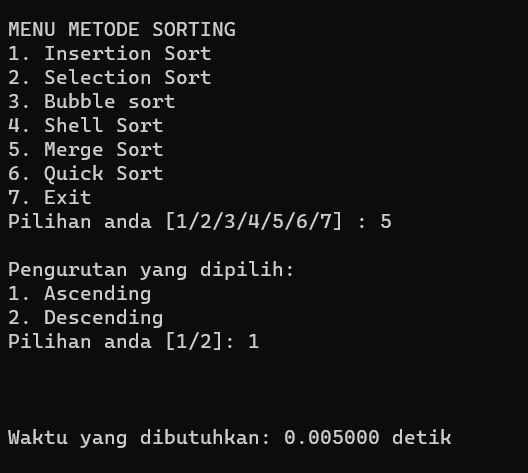 MENU METODE SORTING
1. Insertion Sort
2. Selection Sort
3. Bubble sort
4. Shell Sort
5. Merge Sort
6. Quick Sort
7. Exit
Pilihan anda [1/2/3/4/5/6/7] : 5
Pengurutan yang dipilih:
1. Ascending
2. Descending
Pilihan anda [1/2]: 1
Waktu yang dibutuhkan: 0.005000 detik